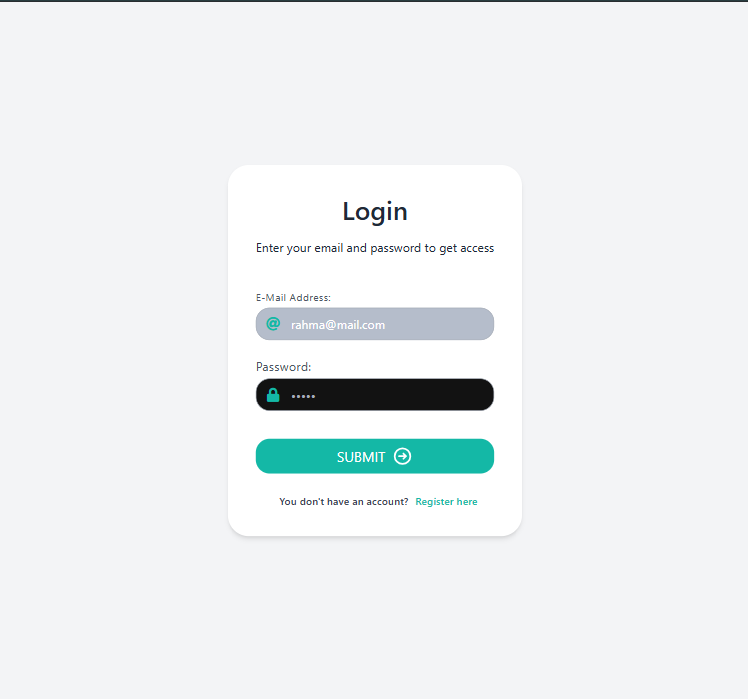 Login
Enter your email and password to get access
E-Mail Address:
@ rahma@mail.com
Password:
•••••
SUBMIT
You don't have an account? Register here